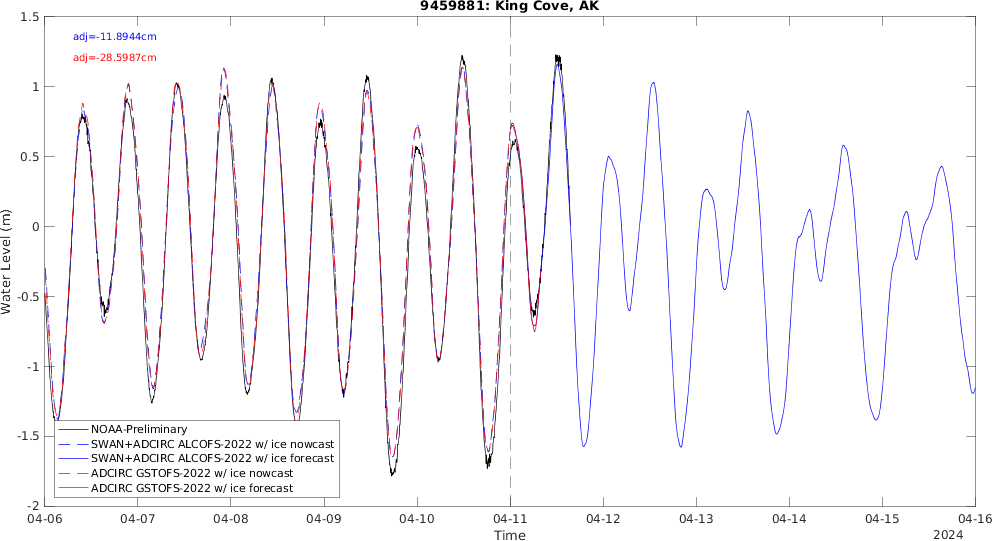 9459881: King Cove, AK
adj=-11.8944cm
adj=-28.5987cm
Water Level (m)
1.5
1
0.5
0
-0.5
-1
-1.5
-2
NOAA-Preliminary
SWAN+ADCIRC ALCOFS-2022 w/ ice nowcast
SWAN+ADCIRC ALCOFS-2022 w/ ice forecast
ADCIRC GSTOFS-2022 w/ ice nowcast
ADCIRC GSTOFS-2022 w/ ice forecast
04-06 04-07 04-08 04-09 04-10 04-11 04-12 04-13 04-14 04-15 04-16
Time
2024